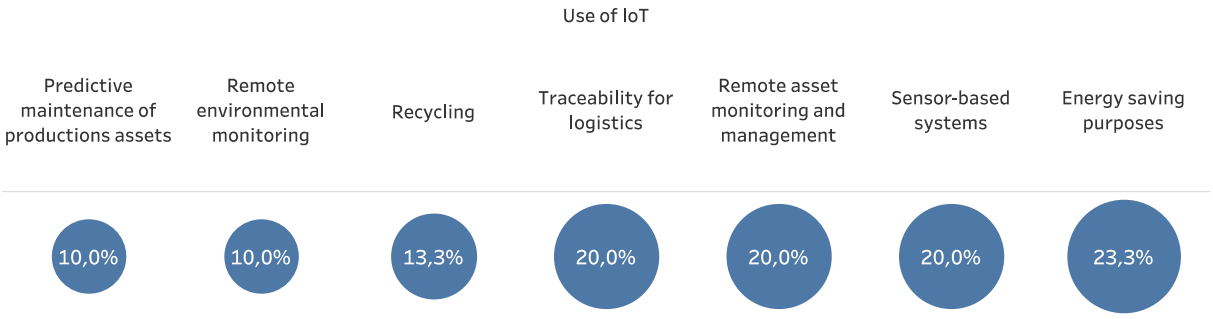 Use of IoT
Predictive
maintenance of
productions assets
Remote
environmental
monitoring
Recycling
Traceability for
logistics
Remote asset
monitoring and
management
Sensor-based
systems
Energy saving
purposes
10,0%
10,0%
13,3%
20,0%
20,0%
20,0%
23,3%